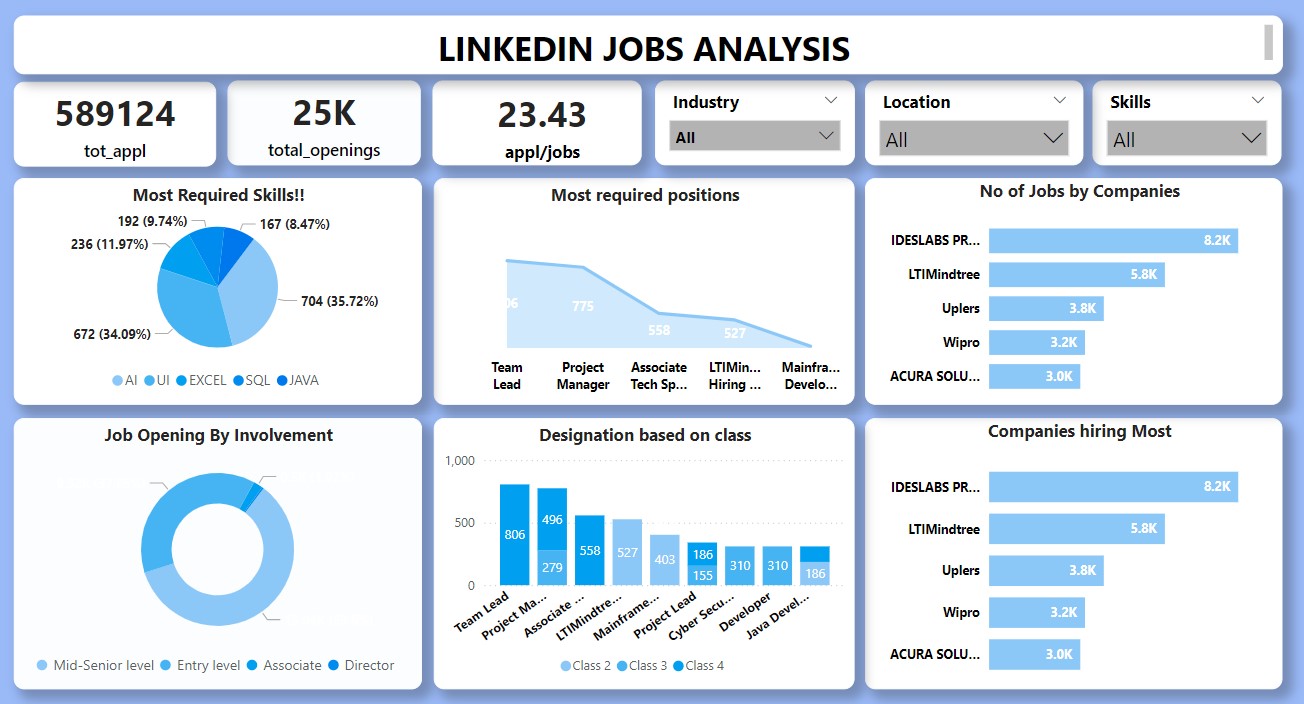 LINKEDIN JOBS ANALYSIS
589124
tot_appl
25K
total_openings
23.43
appl/jobs
Industry
All
Location
All
Skills
All
Most Required Skills!!
192 (9.74%)
167 (8.47%)
236 (11.97%)
704 (35.72%)
672 (34.09%)
AI UI EXCEL SQL JAVA
Most required positions
06
775
558
527
Team Lead
Project Manager
Associate Tech Sp...
LTIMin... Hiring ...
Mainfra... Develo...
No of Jobs by Companies
IDESLABS PR... 8.2K
LTIMindtree 5.8K
Uplers 3.8K
Wipro 3.2K
ACURA SOLU... 3.0K
Job Opening By Involvement
Mid-Senior level Entry level Associate Director
Designation based on class
1,000
500
0
806
496
279
558
527
403
186
155
310
310
186
Team Lead
Project Ma...
Associate ...
LTIMindtre...
Mainframe...
Project Lead
Cyber Secu...
Developer
Java Devel...
Class 2 Class 3 Class 4
Companies hiring Most
IDESLABS PR... 8.2K
LTIMindtree 5.8K
Uplers 3.8K
Wipro 3.2K
ACURA SOLU... 3.0K